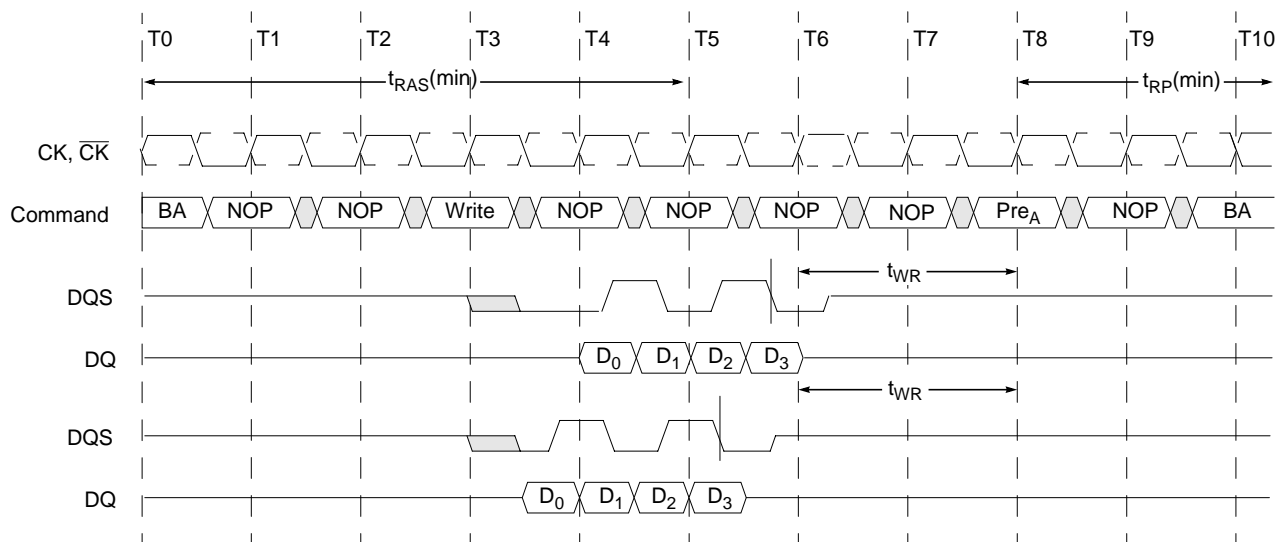 T0 T1 T2 T3 T4 T5 T6 T7 T8 T9 T10
tRAS(min) tRP(min)
CK, C̅K̅
Command BA NOP NOP Write NOP NOP NOP NOP PreA NOP BA
tWR
DQS
DQ D0 D1 D2 D3
tWR
DQS
DQ D0 D1 D2 D3